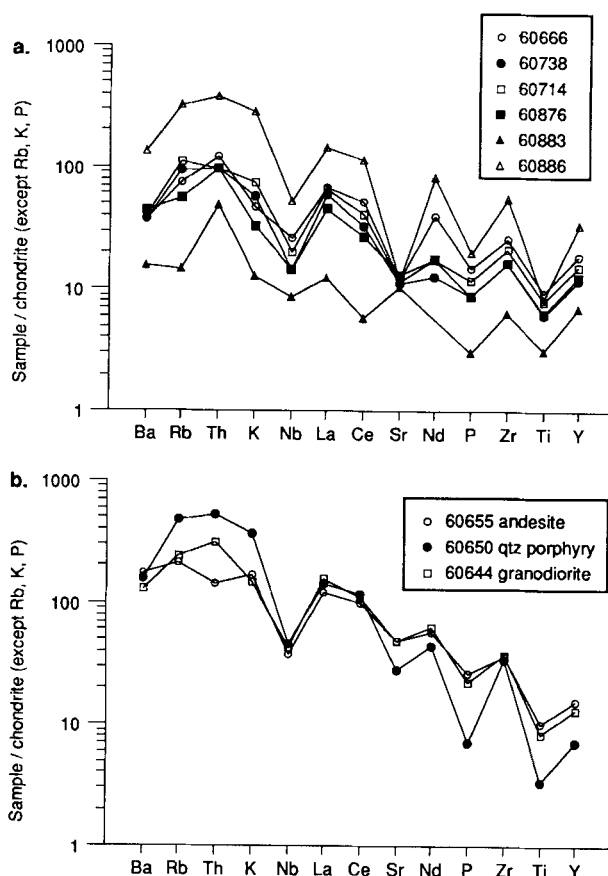 a.
Sample / chondrite (except Rb, K, P)
1000
100
10
1
60666
60738
60714
60876
60883
60886
Ba Rb Th K Nb La Ce Sr Nd P Zr Ti Y
b.
Sample / chondrite (except Rb, K, P)
1000
100
10
1
60655 andesite
60650 qtz porphyry
60644 granodiorite
Ba Rb Th K Nb La Ce Sr Nd P Zr Ti Y